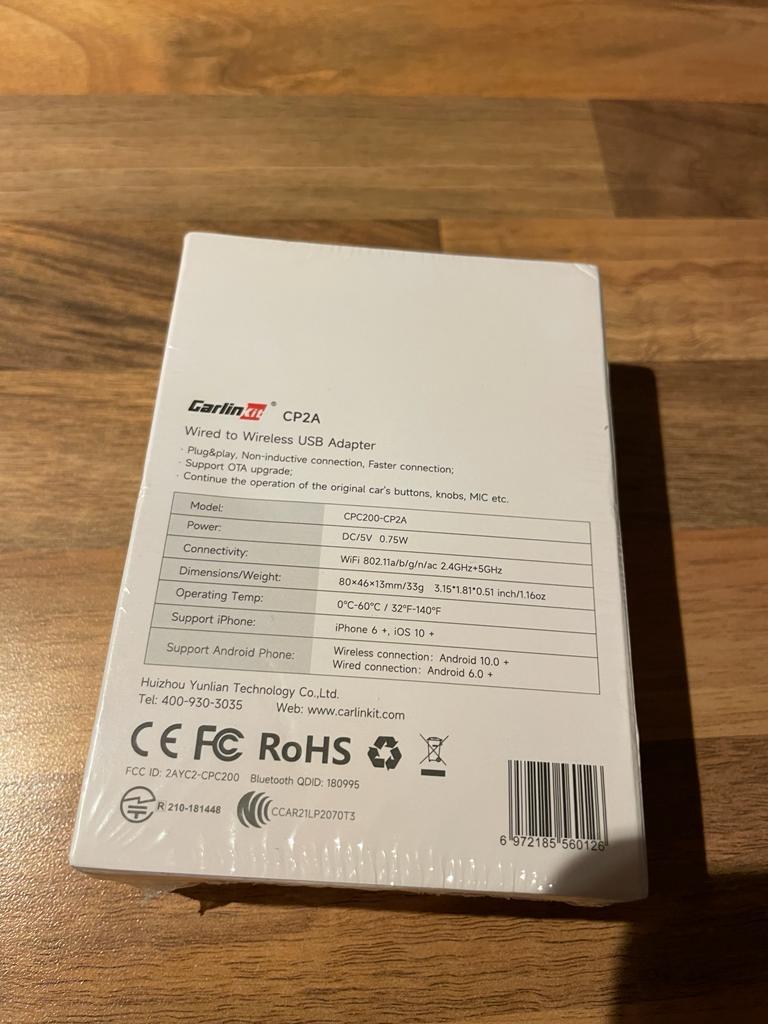 Carlinkit® CP2A
Wired to Wireless USB Adapter
· Plug&play, Non-inductive connection, Faster connection;
· Support OTA upgrade;
· Continue the operation of the original car's buttons, knobs, MIC etc.
Model: CPC200-CP2A
Power: DC/5V 0.75W
Connectivity: WiFi 802.11a/b/g/n/ac 2.4GHz+5GHz
Dimensions/Weight: 80×46×13mm/33g 3.15*1.81*0.51 inch/1.16oz
Operating Temp: 0°C-60°C / 32°F-140°F
Support iPhone: iPhone 6 +, iOS 10 +
Support Android Phone: Wireless connection: Android 10.0 +
Wired connection: Android 6.0 +
Huizhou Yunlian Technology Co.,Ltd.
Tel: 400-930-3035 Web: www.carlinkit.com
CE FC RoHS
FCC ID: 2AYC2-CPC200 Bluetooth QDID: 180995
R 210-181448 CCAR21LP2070T3
6 972185 560126